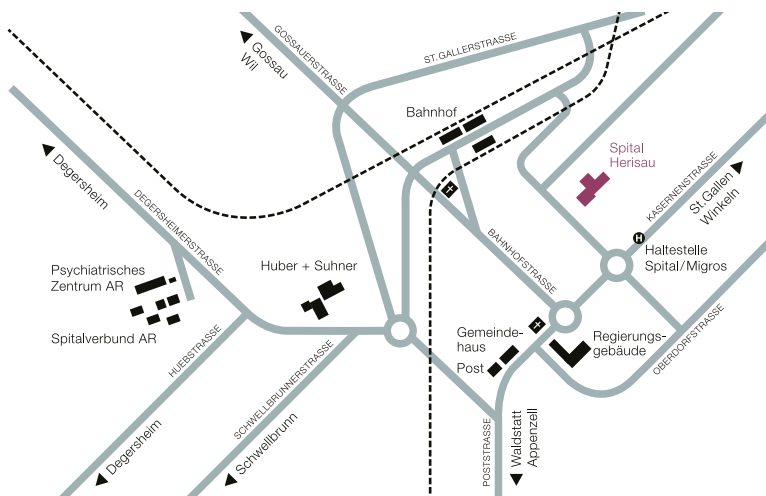 Gossau
Wil
GOSSAUERSTRASSE
ST. GALLERSTRASSE
Bahnhof
Degersheim
DEGERSHEIMERSTRASSE
Spital
Herisau
KASERNENSTRASSE
St. Gallen
Winkeln
H
Haltestelle
Spital/Migros
BAHNHOFSTRASSE
Psychiatrisches
Zentrum AR
Spitalverbund AR
Huber + Suhner
Gemeinde-
haus
Post
Regierungs-
gebäude
OBERDORFSTRASSE
HUEBSTRASSE
Degersheim
SCHWELLBRUNNERSTRASSE
Schwellbrunn
POSTSTRASSE
Waldstatt
Appenzell